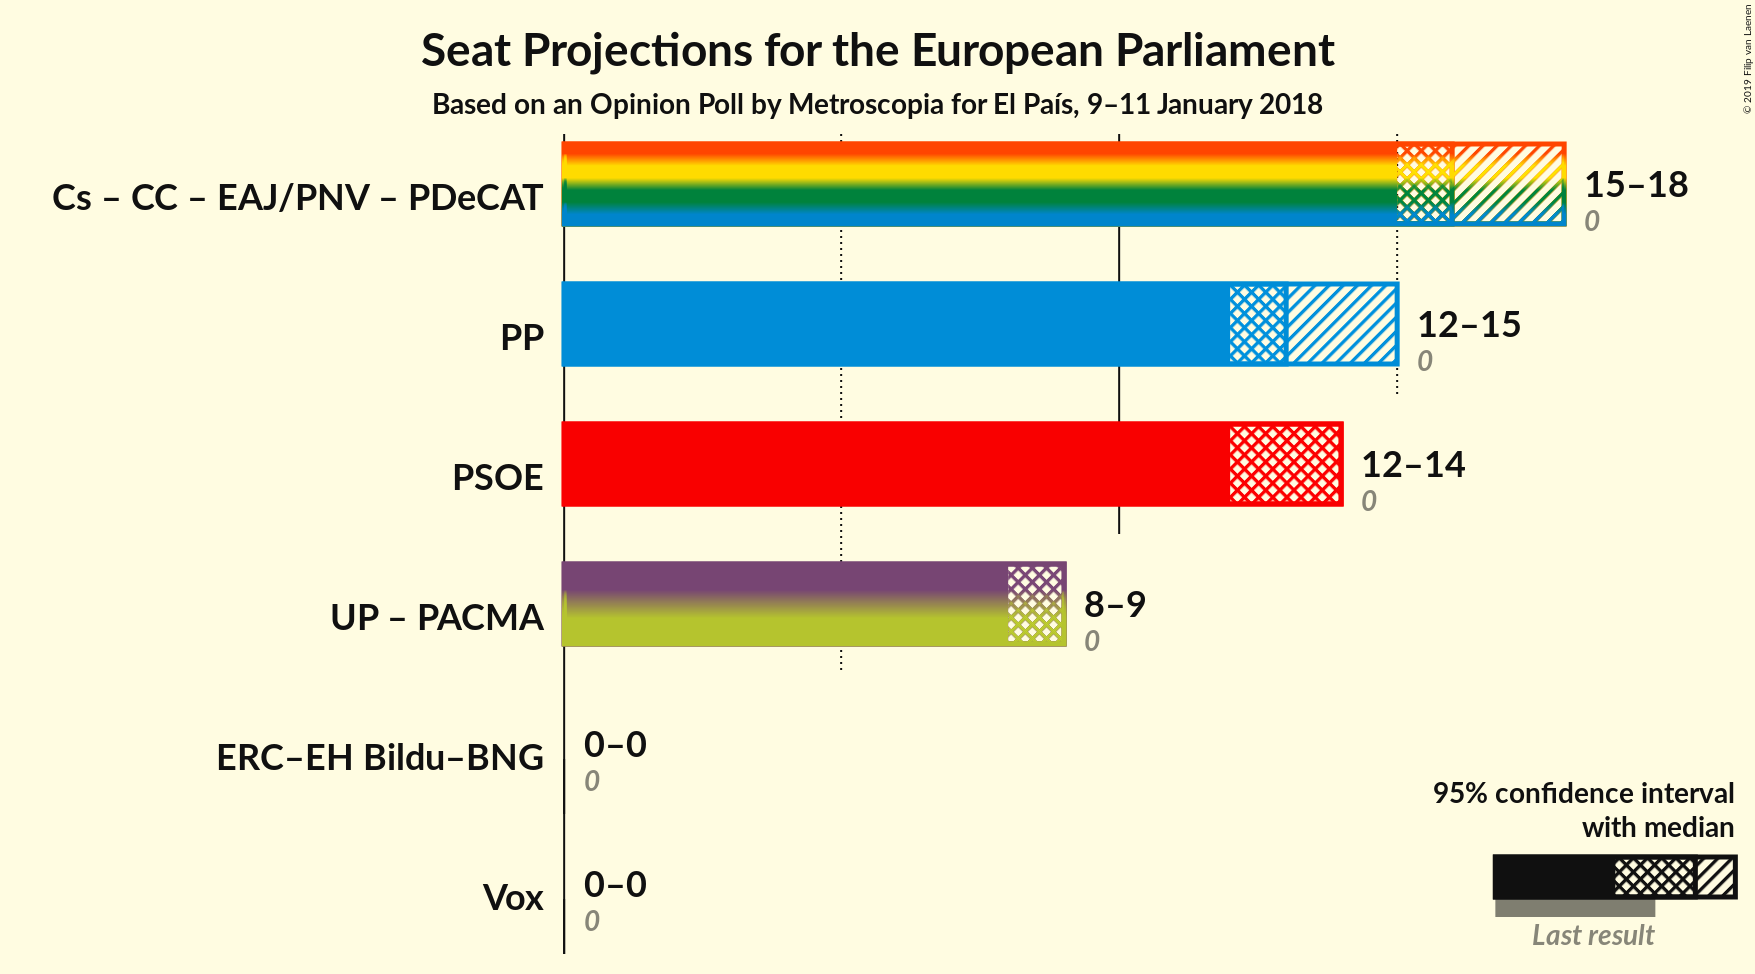 Seat Projections for the European Parliament
Based on an Opinion Poll by Metroscopia for El País, 9–11 January 2018
© 2019 Filip van Laenen
Cs – CC – EAJ/PNV – PDeCAT
15–18
0
PP
12–15
0
PSOE
12–14
0
UP – PACMA
8–9
0
ERC–EH Bildu–BNG
0–0
0
Vox
0–0
0
95% confidence interval
with median
Last result